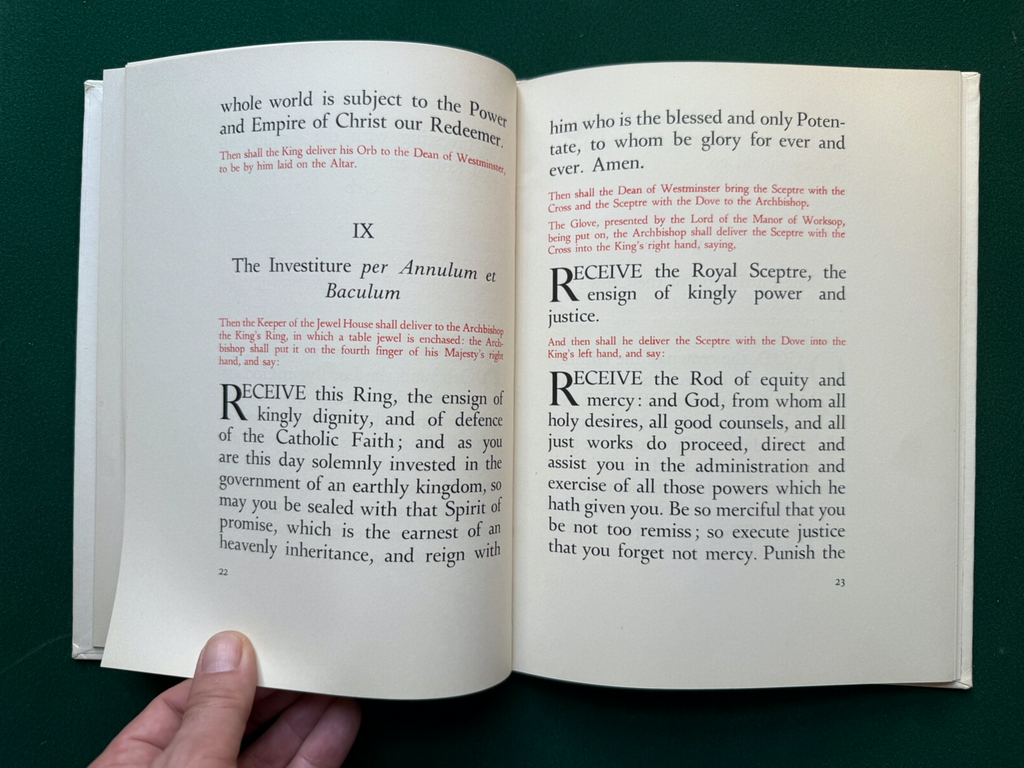 whole world is subject to the Power
and Empire of Christ our Redeemer.
Then shall the King deliver his Orb to the Dean of Westminster,
to be by him laid on the Altar.
IX
The Investiture per Annulum et
Baculum
Then the Keeper of the Jewel House shall deliver to the Archbishop
the King's Ring, in which a table jewel is enchased: the Arch-
bishop shall put it on the fourth finger of his Majesty's right
hand, and say:
RECEIVE this Ring, the ensign of
kingly dignity, and of defence
of the Catholic Faith; and as you
are this day solemnly invested in the
government of an earthly kingdom, so
may you be sealed with that Spirit of
promise, which is the earnest of an
heavenly inheritance, and reign with
22
him who is the blessed and only Poten-
tate, to whom be glory for ever and
ever. Amen.
Then shall the Dean of Westminster bring the Sceptre with the
Cross and the Sceptre with the Dove to the Archbishop.
The Glove, presented by the Lord of the Manor of Worksop,
being put on, the Archbishop shall deliver the Sceptre with the
Cross into the King's right hand, saying,
RECEIVE the Royal Sceptre, the
ensign of kingly power and
justice.
And then shall he deliver the Sceptre with the Dove into the
King's left hand, and say:
RECEIVE the Rod of equity and
mercy: and God, from whom all
holy desires, all good counsels, and all
just works do proceed, direct and
assist you in the administration and
exercise of all those powers which he
hath given you. Be so merciful that you
be not too remiss; so execute justice
that you forget not mercy. Punish the
23